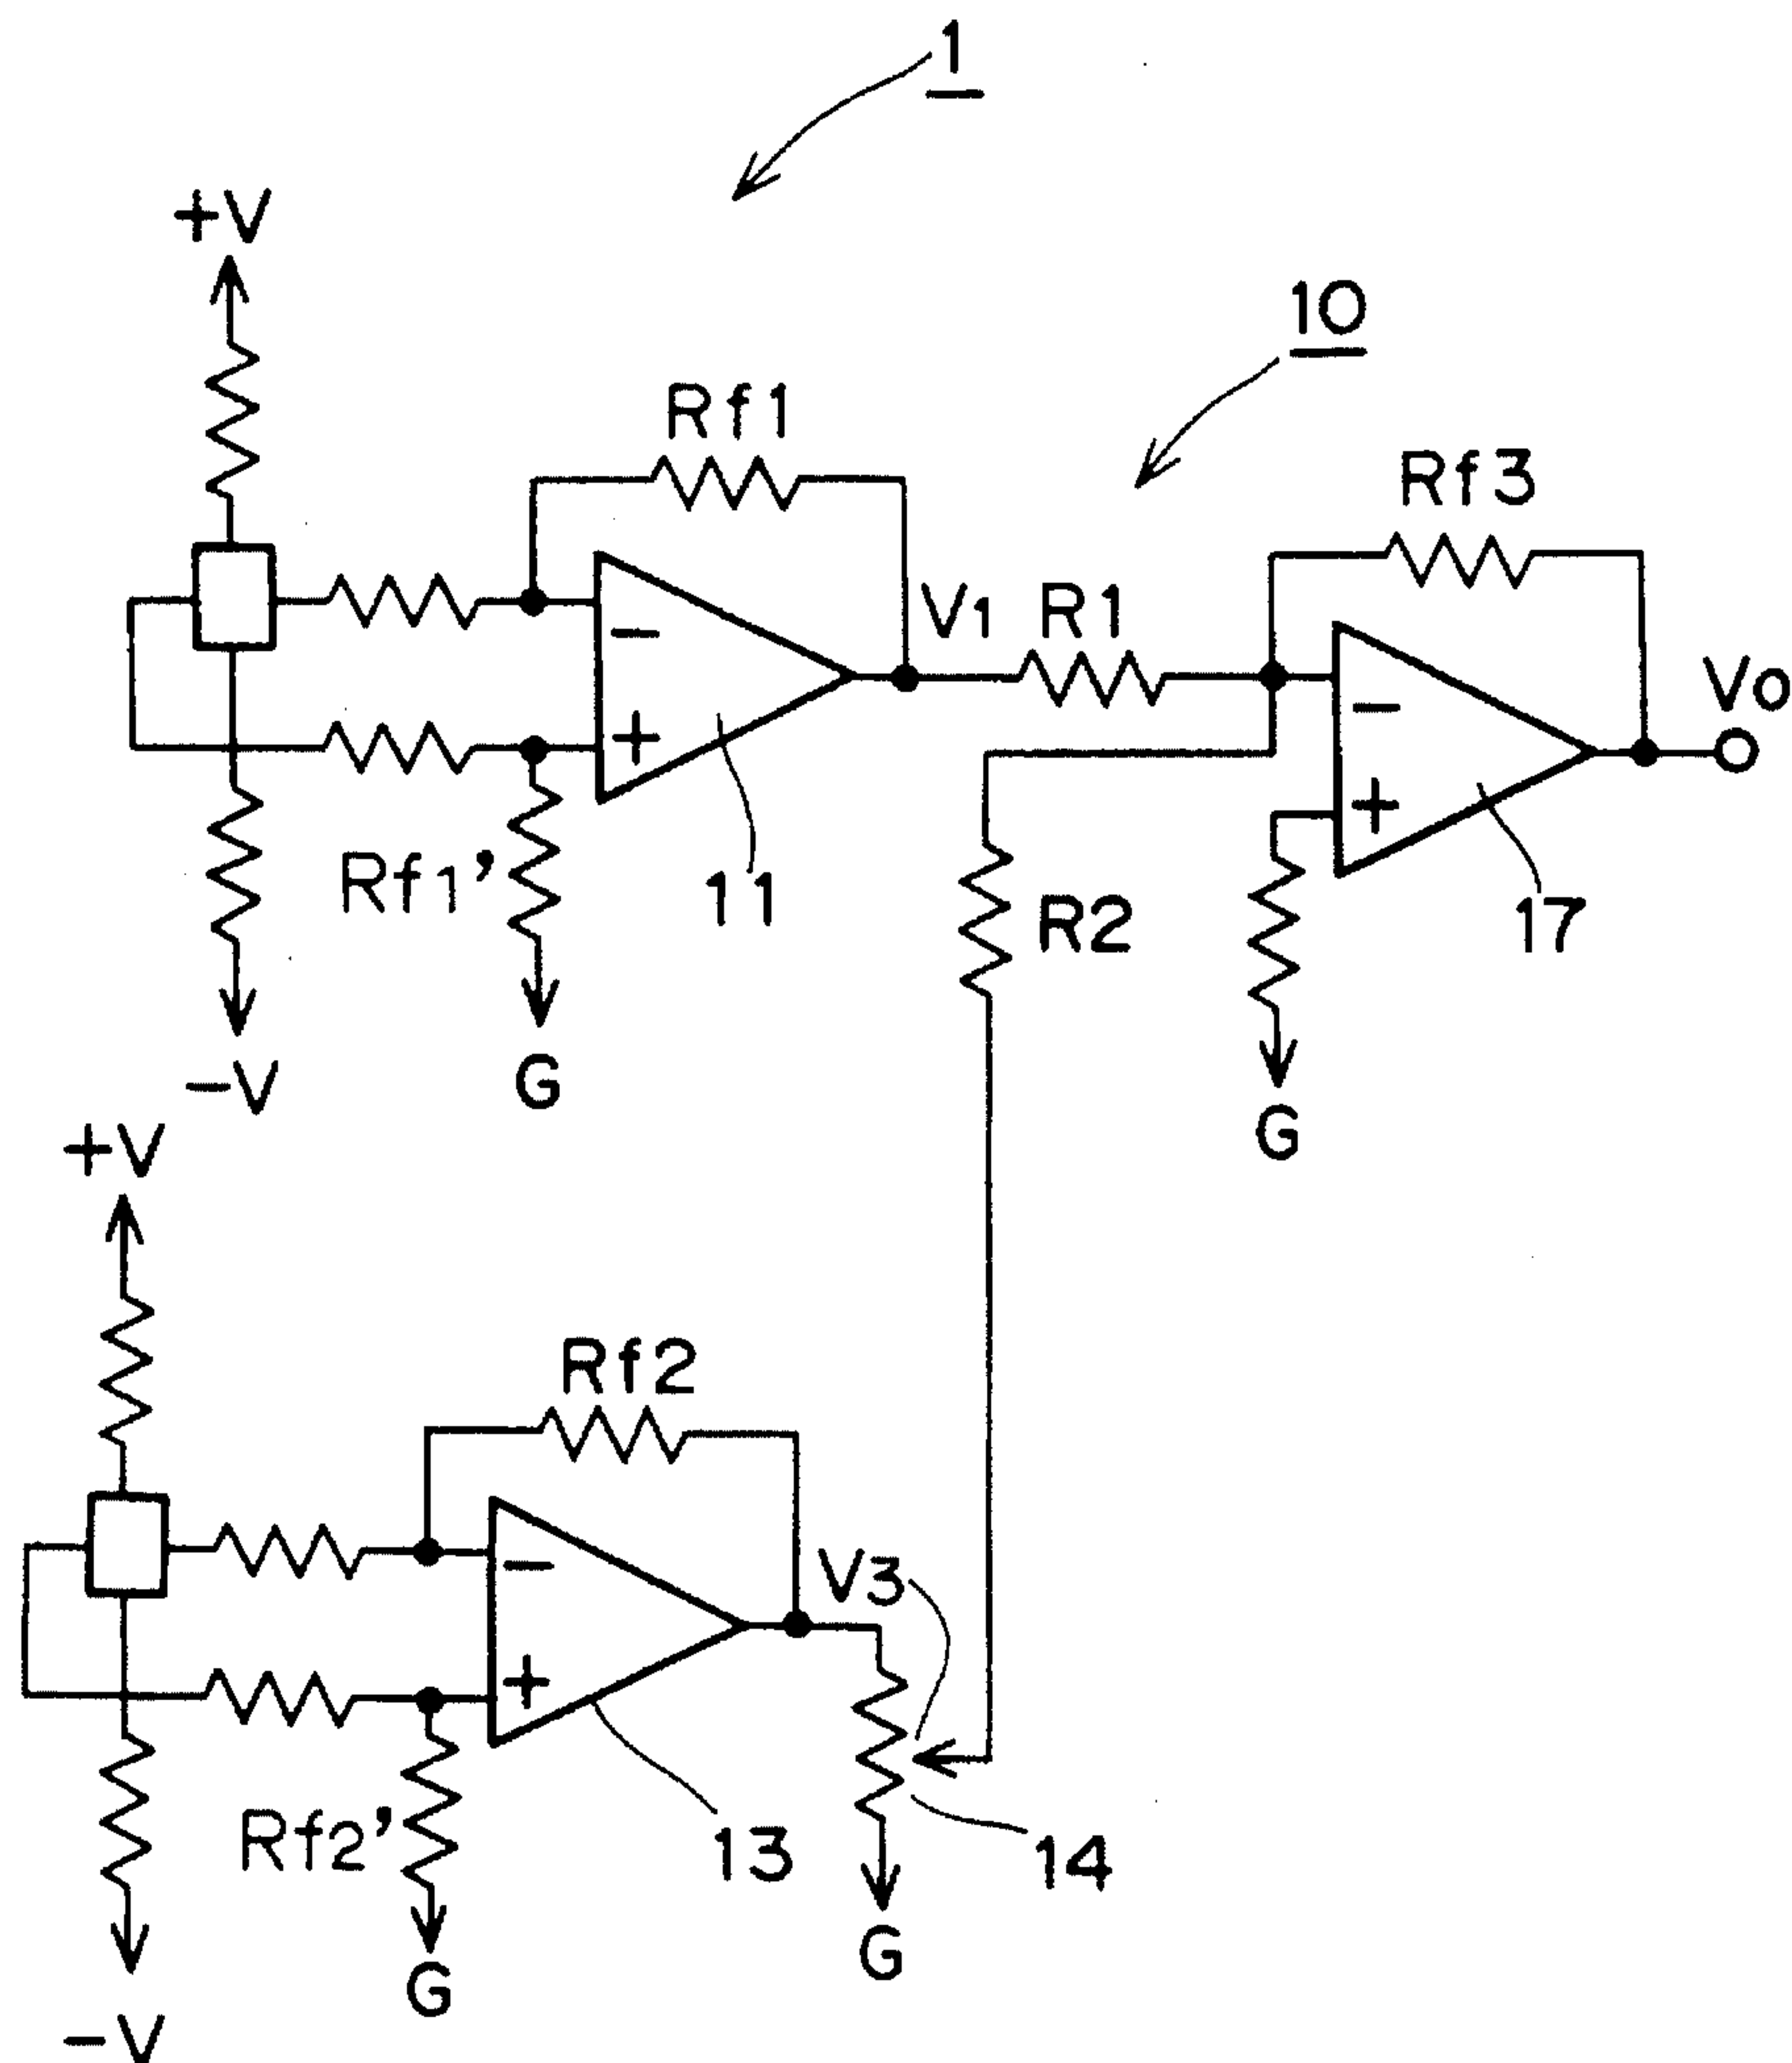 1
+V
10
Rf1
Rf3
V1
R1
Vo
−
+
−
+
Rf1'
11
R2
17
−V
G
G
+V
Rf2
−
V3
+
Rf2'
13
14
G
G
−V